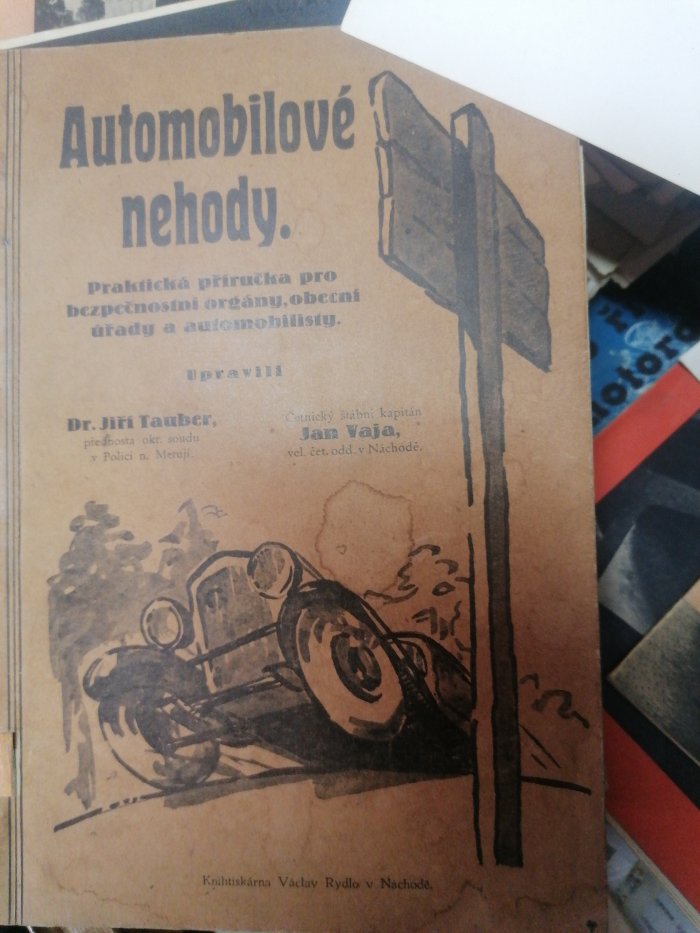 Automobilové
nehody.
Praktická příručka pro
bezpečnostní orgány, obecní
úřady a automobilisty.
Upravili
Dr. Jiří Tauber,
přednosta okr. soudu
v Polici n. Metují.
Četnický štábní kapitán
Jan Vaja,
vel. čet. odd. v Náchodě.
Knihtiskárna Václav Rydlo v Náchodě.